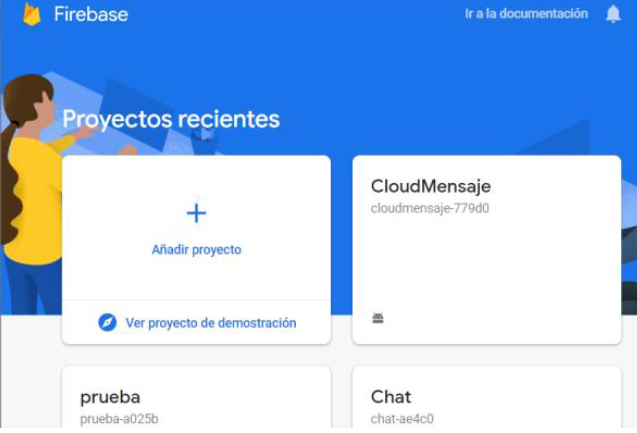 Firebase
Ir a la documentación
Proyectos recientes
Añadir proyecto
Ver proyecto de demostración
CloudMensaje
cloudmensaje-779d0
prueba
prueba-a025b
Chat
chat-ae4c0